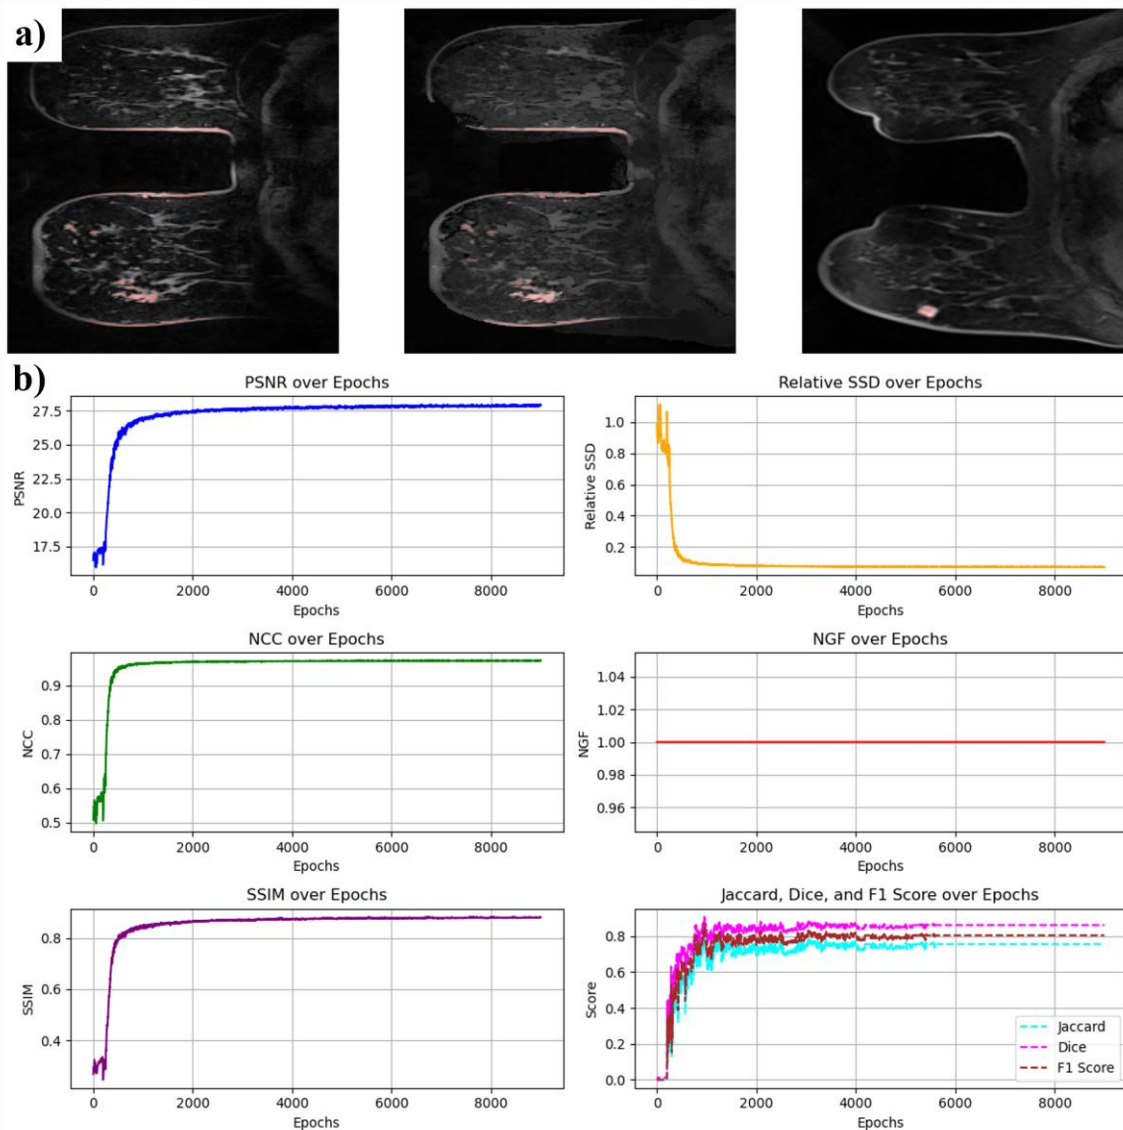 a)
b)
PSNR over Epochs
27.5
25.0
22.5
20.0
17.5
PSNR
0 2000 4000 6000 8000
Epochs
Relative SSD over Epochs
1.0
0.8
0.6
0.4
0.2
Relative SSD
0 2000 4000 6000 8000
Epochs
NCC over Epochs
0.9
0.8
0.7
0.6
0.5
NCC
0 2000 4000 6000 8000
Epochs
NGF over Epochs
1.04
1.02
1.00
0.98
0.96
NGF
0 2000 4000 6000 8000
Epochs
SSIM over Epochs
0.8
0.6
0.4
SSIM
0 2000 4000 6000 8000
Epochs
Jaccard, Dice, and F1 Score over Epochs
0.8
0.6
0.4
0.2
0.0
Score
Jaccard
Dice
F1 Score
0 2000 4000 6000 8000
Epochs